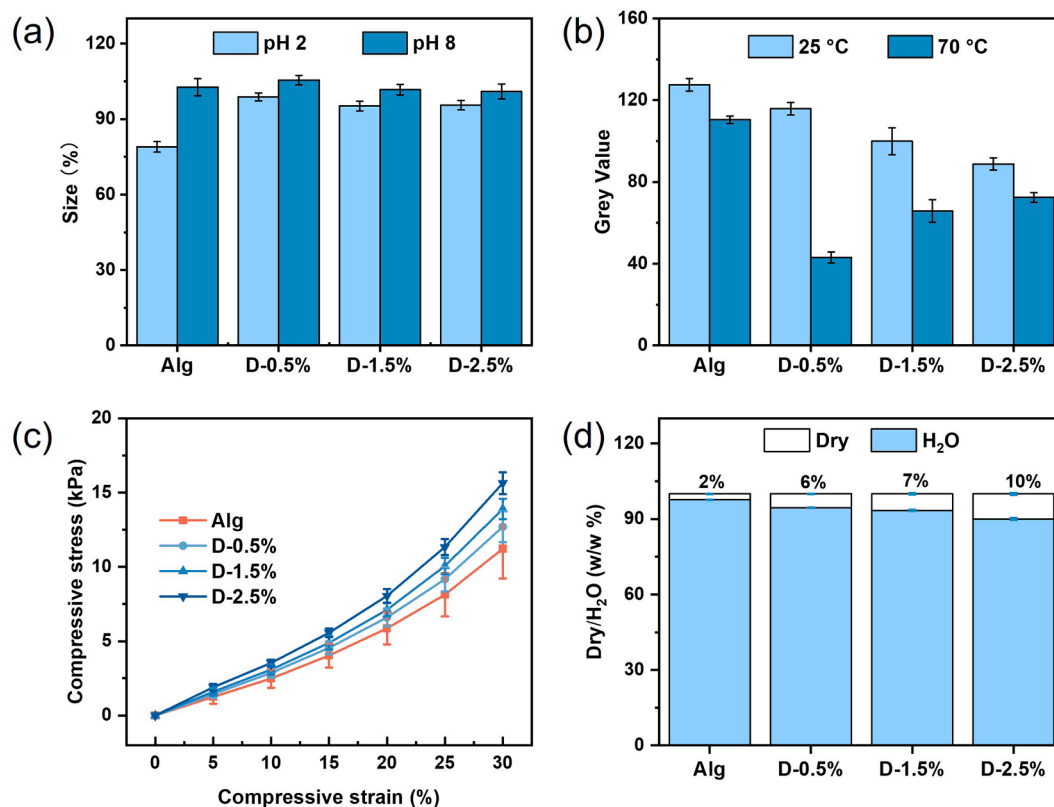 (a)
pH 2
pH 8
Size (%)
120
90
60
30
0
Alg
D-0.5%
D-1.5%
D-2.5%
(b)
25 °C
70 °C
Grey Value
160
120
80
40
0
Alg
D-0.5%
D-1.5%
D-2.5%
(c)
Compressive stress (kPa)
20
15
10
5
0
Alg
D-0.5%
D-1.5%
D-2.5%
0 5 10 15 20 25 30
Compressive strain (%)
(d)
Dry
H₂O
Dry/H₂O (w/w %)
120
90
60
30
0
2%
6%
7%
10%
Alg
D-0.5%
D-1.5%
D-2.5%